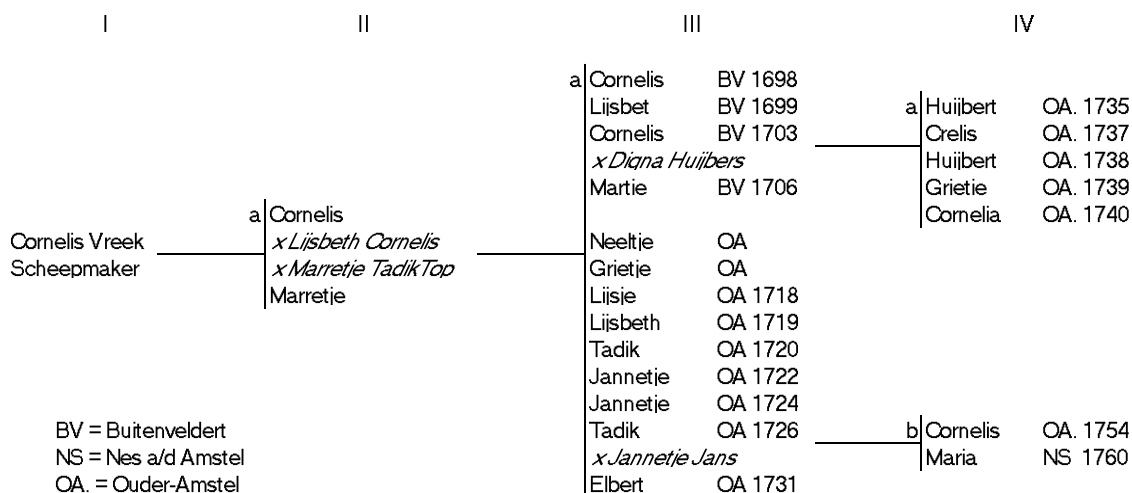 I II III IV
a Cornelis BV 1698
Lijsbet BV 1699 a Huijbert OA. 1735
Cornelis BV 1703 Crelis OA. 1737
x Digna Huijbers Huijbert OA. 1738
Martie BV 1706 Grietie OA. 1739
a Cornelis Cornelia OA. 1740
Cornelis Vreek x Lijsbeth Cornelis Neeltje OA
Scheepmaker x Marretje Tadik Top Grietje OA
Marretje Lijsje OA 1718
Lijsbeth OA 1719
Tadik OA 1720
Jannetje OA 1722
Jannetje OA 1724
BV = Buitenveldert Tadik OA 1726 b Cornelis OA. 1754
NS = Nes a/d Amstel x Jannetje Jans Maria NS 1760
OA. = Ouder-Amstel Elbert OA 1731